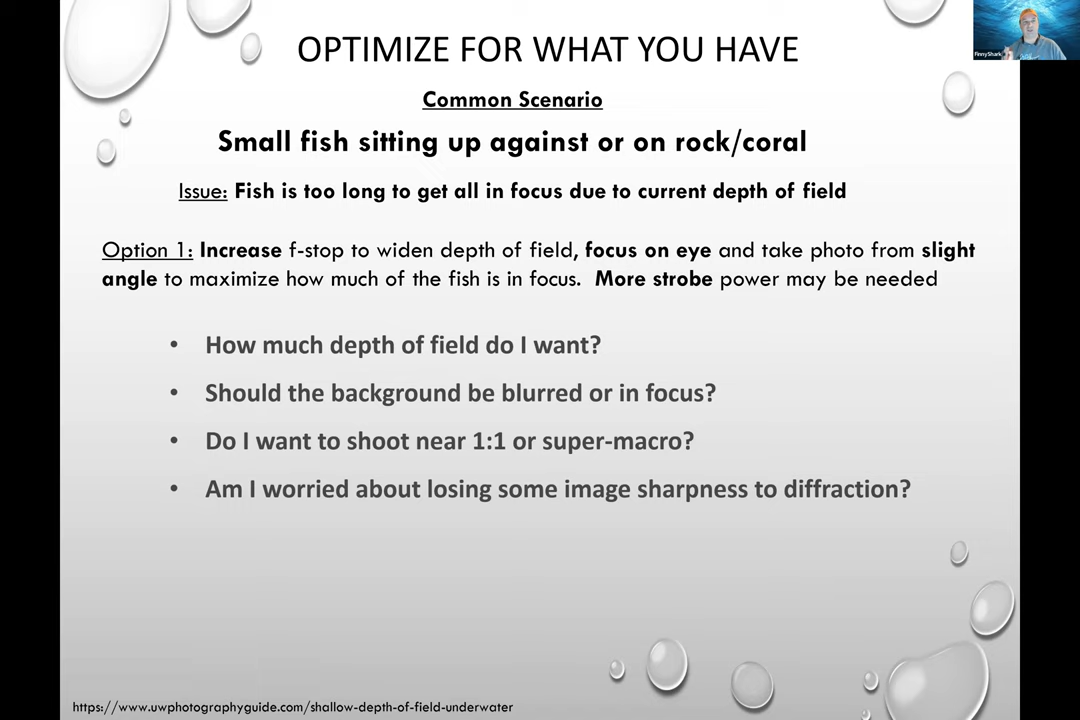 OPTIMIZE FOR WHAT YOU HAVE
FinnyShark
Common Scenario
Small fish sitting up against or on rock/coral
Issue: Fish is too long to get all in focus due to current depth of field
Option 1: Increase f-stop to widen depth of field, focus on eye and take photo from slight
angle to maximize how much of the fish is in focus.  More strobe power may be needed
• How much depth of field do I want?
• Should the background be blurred or in focus?
• Do I want to shoot near 1:1 or super-macro?
• Am I worried about losing some image sharpness to diffraction?
https://www.uwphotographyguide.com/shallow-depth-of-field-underwater